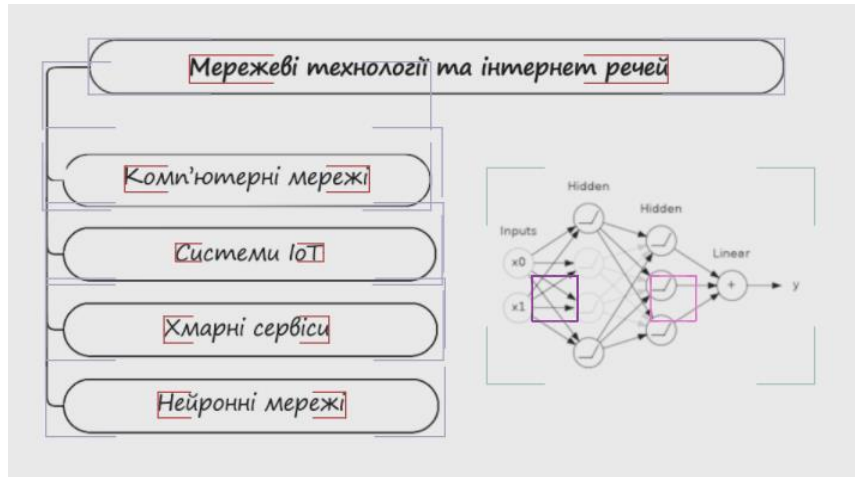 Мережеві технології та інтернет речей
Комп'ютерні мережі
Системи IoT
Хмарні сервіси
Нейронні мережі
Hidden
Hidden
Inputs
Linear
x0
+
y
x1